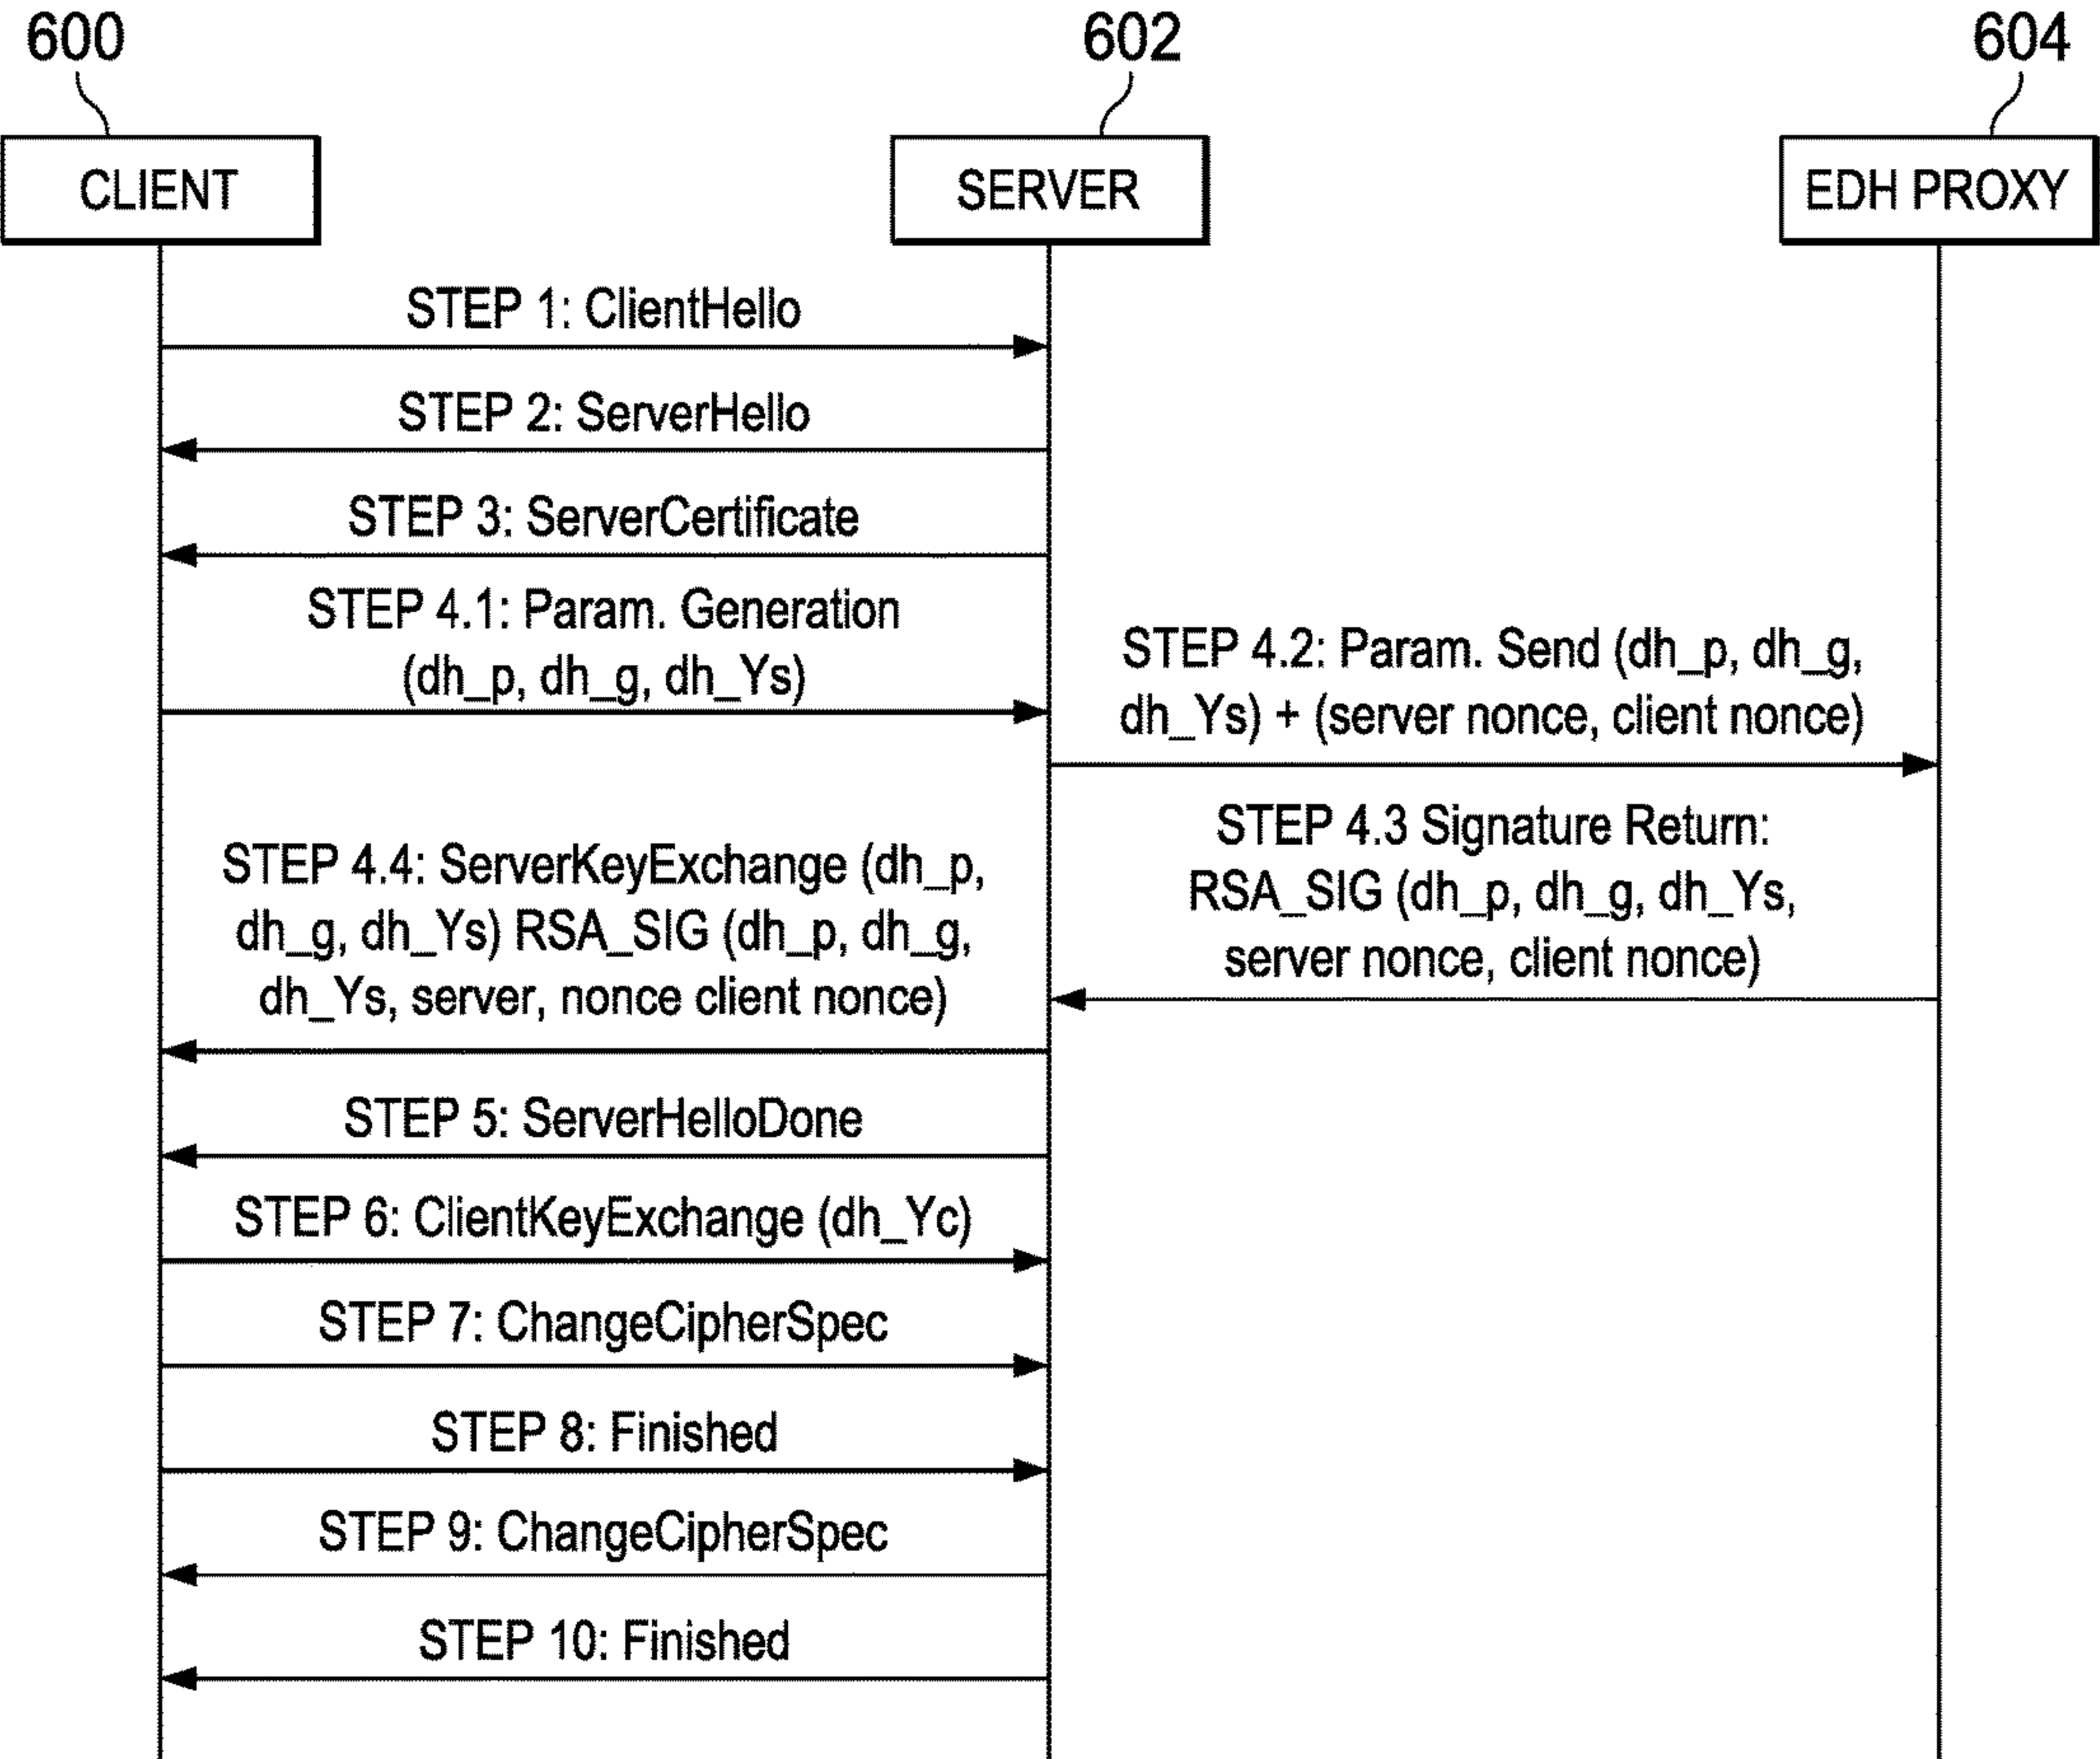 600
602
604
CLIENT
SERVER
EDH PROXY
STEP 1: ClientHello
STEP 2: ServerHello
STEP 3: ServerCertificate
STEP 4.1: Param. Generation
(dh_p, dh_g, dh_Ys)
STEP 4.2: Param. Send (dh_p, dh_g,
dh_Ys) + (server nonce, client nonce)
STEP 4.3 Signature Return:
RSA_SIG (dh_p, dh_g, dh_Ys,
server nonce, client nonce)
STEP 4.4: ServerKeyExchange (dh_p,
dh_g, dh_Ys) RSA_SIG (dh_p, dh_g,
dh_Ys, server, nonce client nonce)
STEP 5: ServerHelloDone
STEP 6: ClientKeyExchange (dh_Yc)
STEP 7: ChangeCipherSpec
STEP 8: Finished
STEP 9: ChangeCipherSpec
STEP 10: Finished